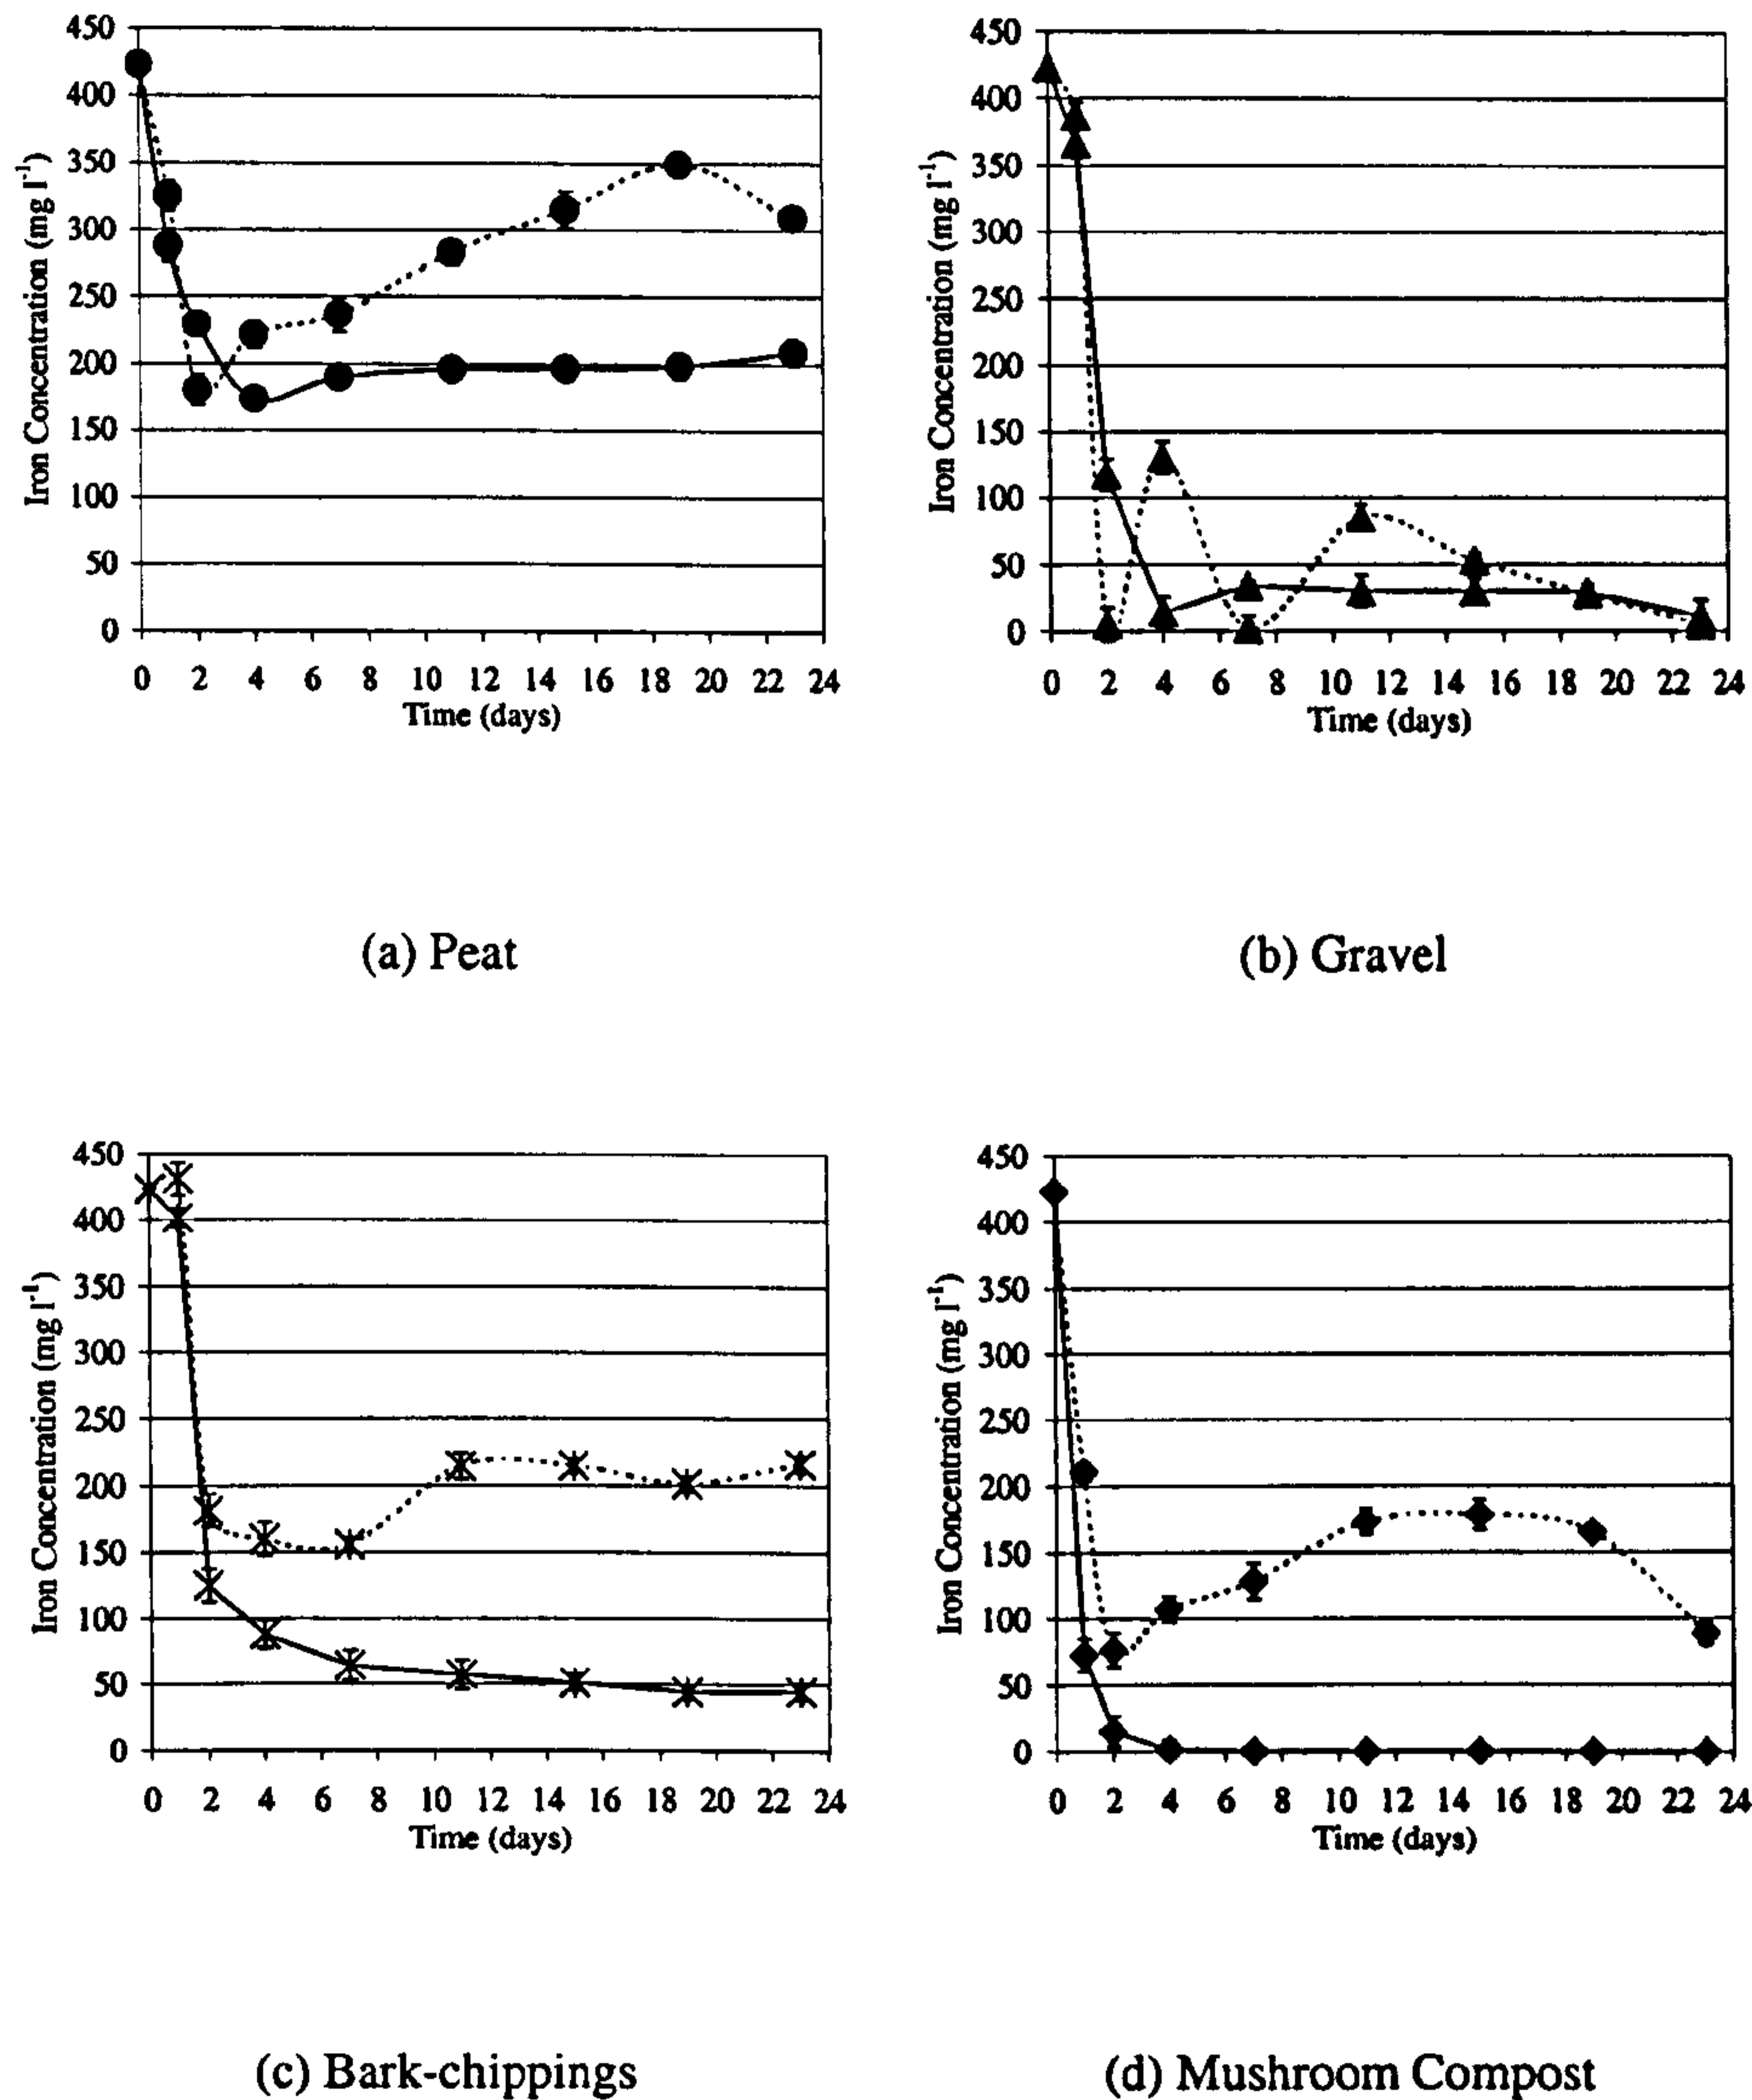 450
400
350
300
250
200
150
100
50
0
Iron Concentration (mg l⁻¹)
0 2 4 6 8 10 12 14 16 18 20 22 24
Time (days)
(a) Peat
450
400
350
300
250
200
150
100
50
0
Iron Concentration (mg l⁻¹)
0 2 4 6 8 10 12 14 16 18 20 22 24
Time (days)
(b) Gravel
450
400
350
300
250
200
150
100
50
0
Iron Concentration (mg l⁻¹)
0 2 4 6 8 10 12 14 16 18 20 22 24
Time (days)
(c) Bark-chippings
450
400
350
300
250
200
150
100
50
0
Iron Concentration (mg l⁻¹)
0 2 4 6 8 10 12 14 16 18 20 22 24
Time (days)
(d) Mushroom Compost